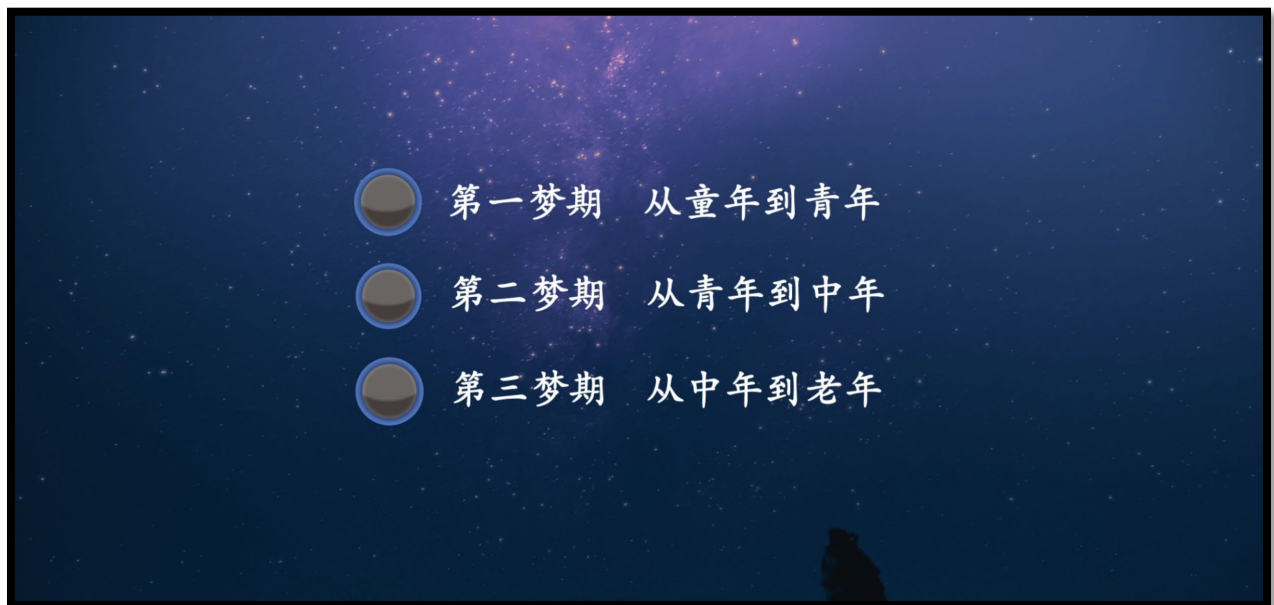 第一梦期 从童年到青年
第二梦期 从青年到中年
第三梦期 从中年到老年